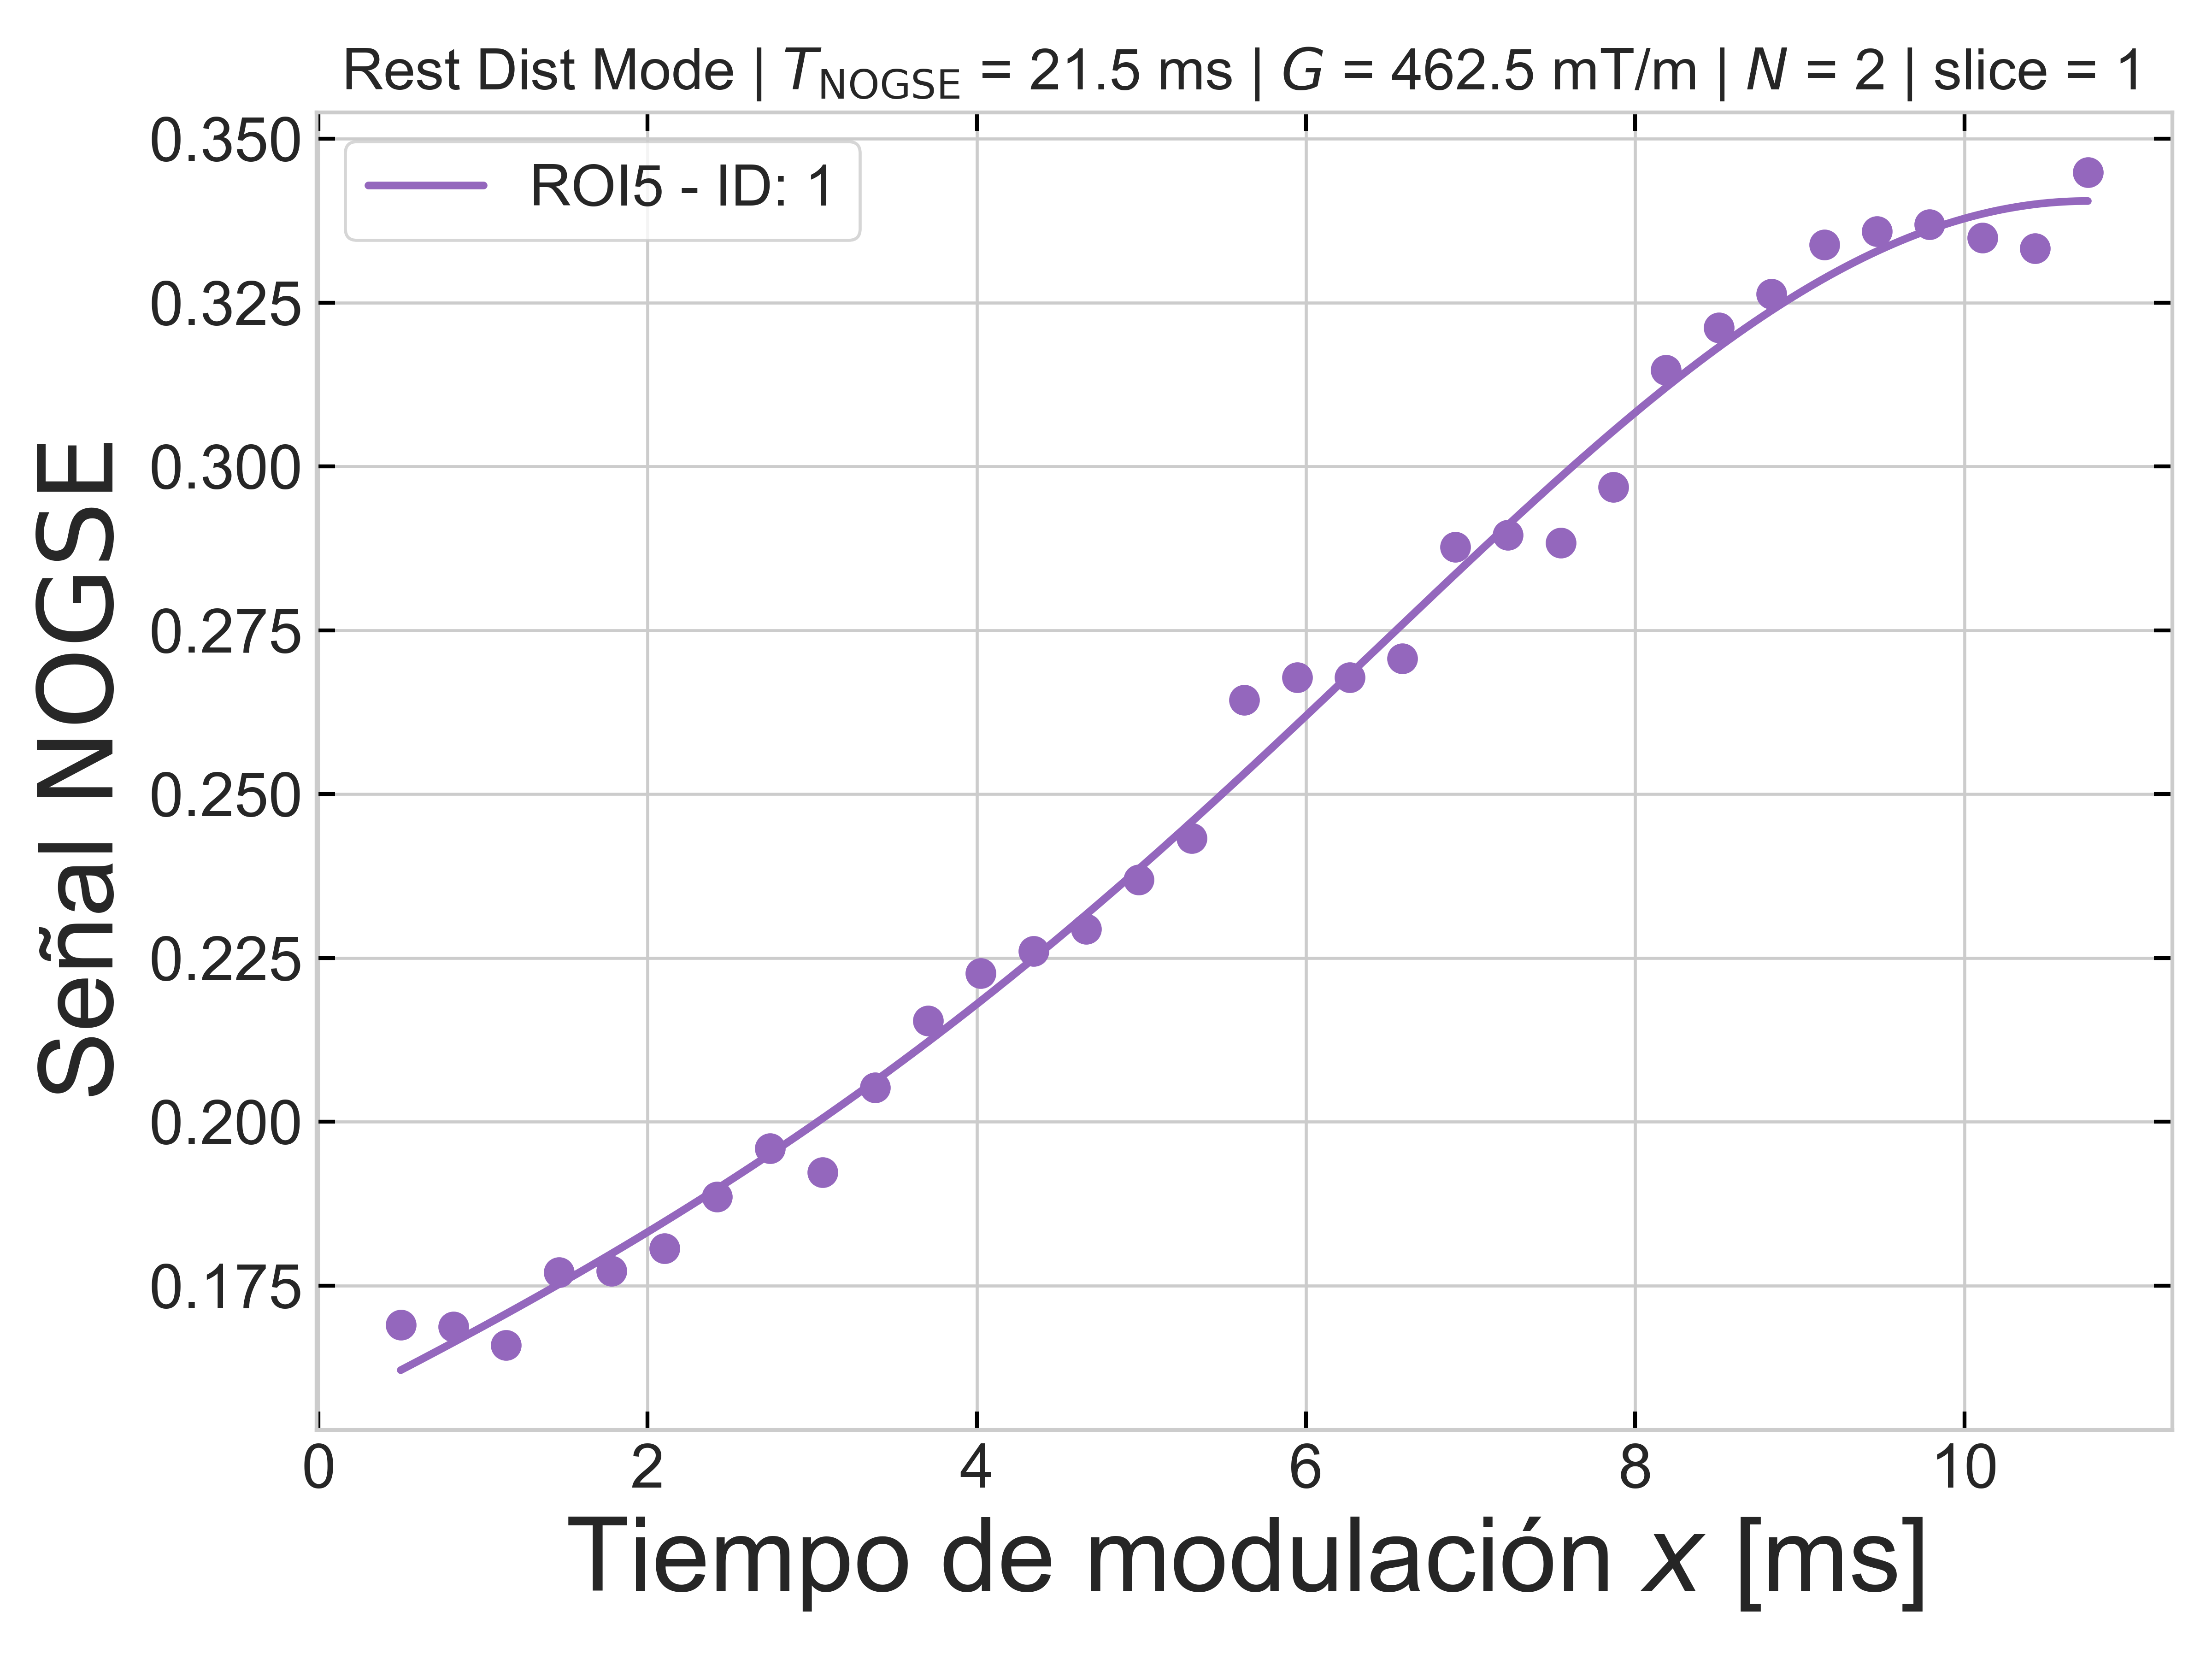 Rest Dist Mode | T_NOGSE = 21.5 ms | G = 462.5 mT/m | N = 2 | slice = 1
ROI5 - ID: 1
Señal NOGSE
0.350
0.325
0.300
0.275
0.250
0.225
0.200
0.175
0 2 4 6 8 10
Tiempo de modulación x [ms]